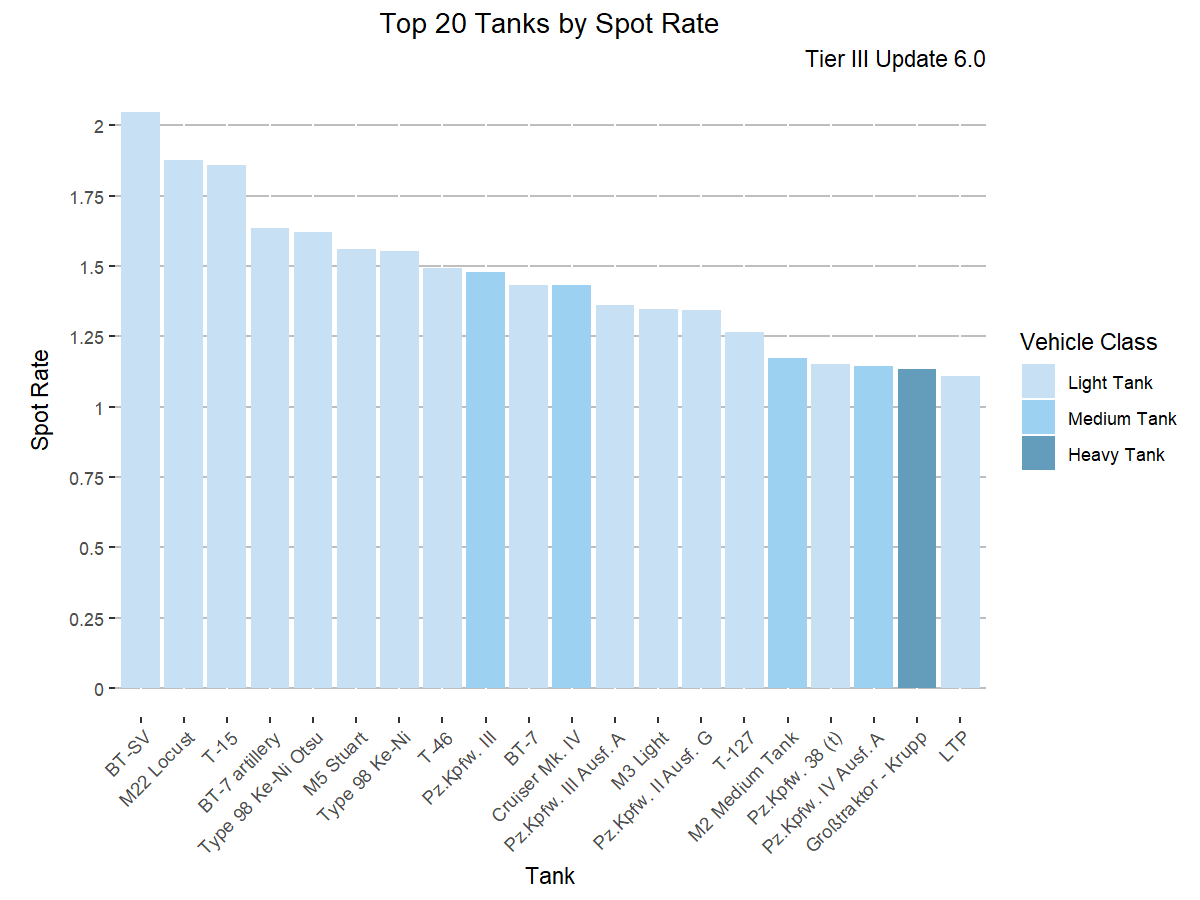 Top 20 Tanks by Spot Rate
Tier III Update 6.0
2
1.75
1.5
1.25
1
0.75
0.5
0.25
0
Spot Rate
BT-SV
M22 Locust
T-15
BT-7 artillery
Type 98 Ke-Ni Otsu
M5 Stuart
Type 98 Ke-Ni
T-46
Pz.Kpfw. III
BT-7
Cruiser Mk. IV
Pz.Kpfw. III Ausf. A
M3 Light
Pz.Kpfw. II Ausf. G
T-127
M2 Medium Tank
Pz.Kpfw. 38 (t)
Pz.Kpfw. IV Ausf. A
Großtraktor - Krupp
LTP
Tank
Vehicle Class
Light Tank
Medium Tank
Heavy Tank